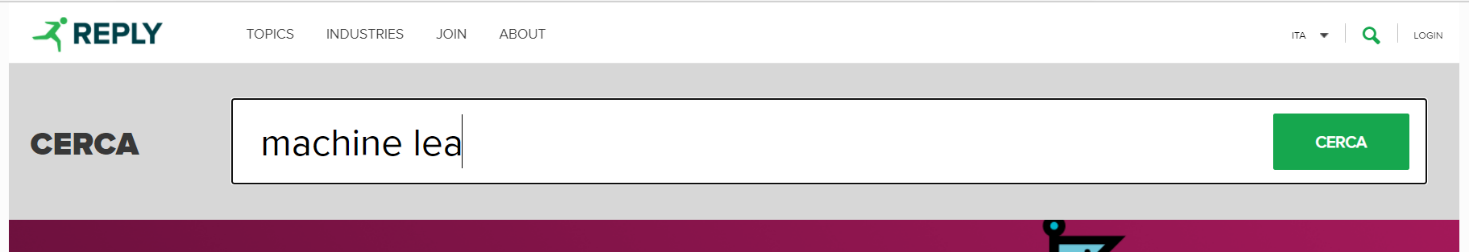 REPLY TOPICS INDUSTRIES JOIN ABOUT ITA LOGIN
CERCA machine lea CERCA